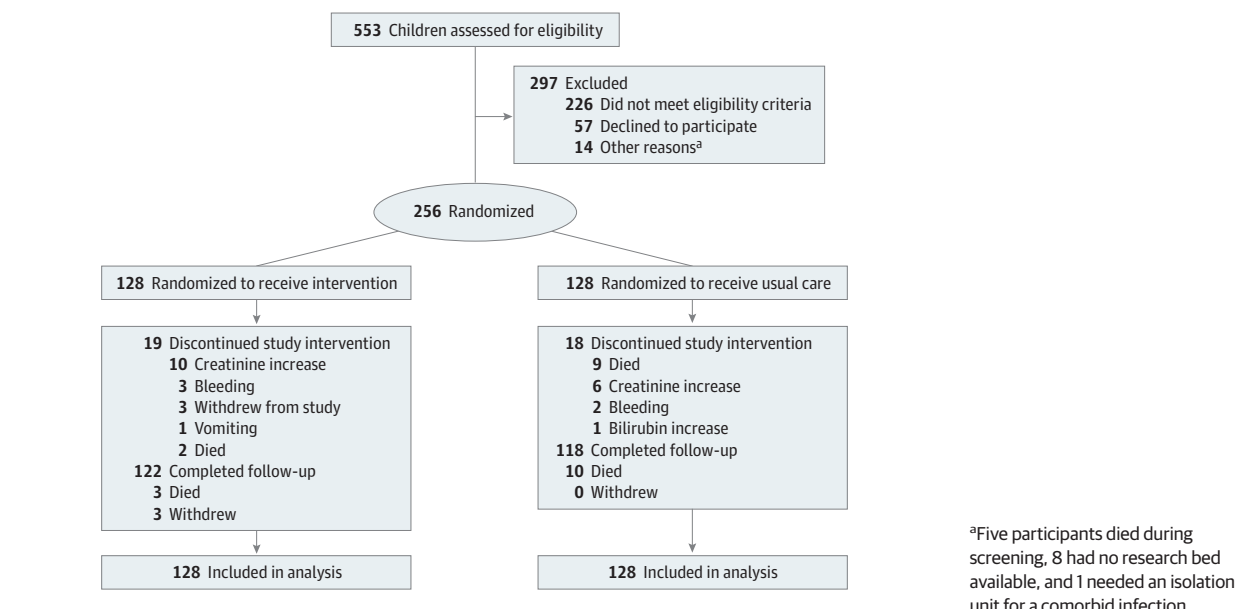 553 Children assessed for eligibility
297 Excluded
226 Did not meet eligibility criteria
57 Declined to participate
14 Other reasonsᵃ
256 Randomized
128 Randomized to receive intervention
19 Discontinued study intervention
10 Creatinine increase
3 Bleeding
3 Withdrew from study
1 Vomiting
2 Died
122 Completed follow-up
3 Died
3 Withdrew
128 Included in analysis
128 Randomized to receive usual care
18 Discontinued study intervention
9 Died
6 Creatinine increase
2 Bleeding
1 Bilirubin increase
118 Completed follow-up
10 Died
0 Withdrew
128 Included in analysis
ᵃFive participants died during
screening, 8 had no research bed
available, and 1 needed an isolation
unit for a comorbid infection